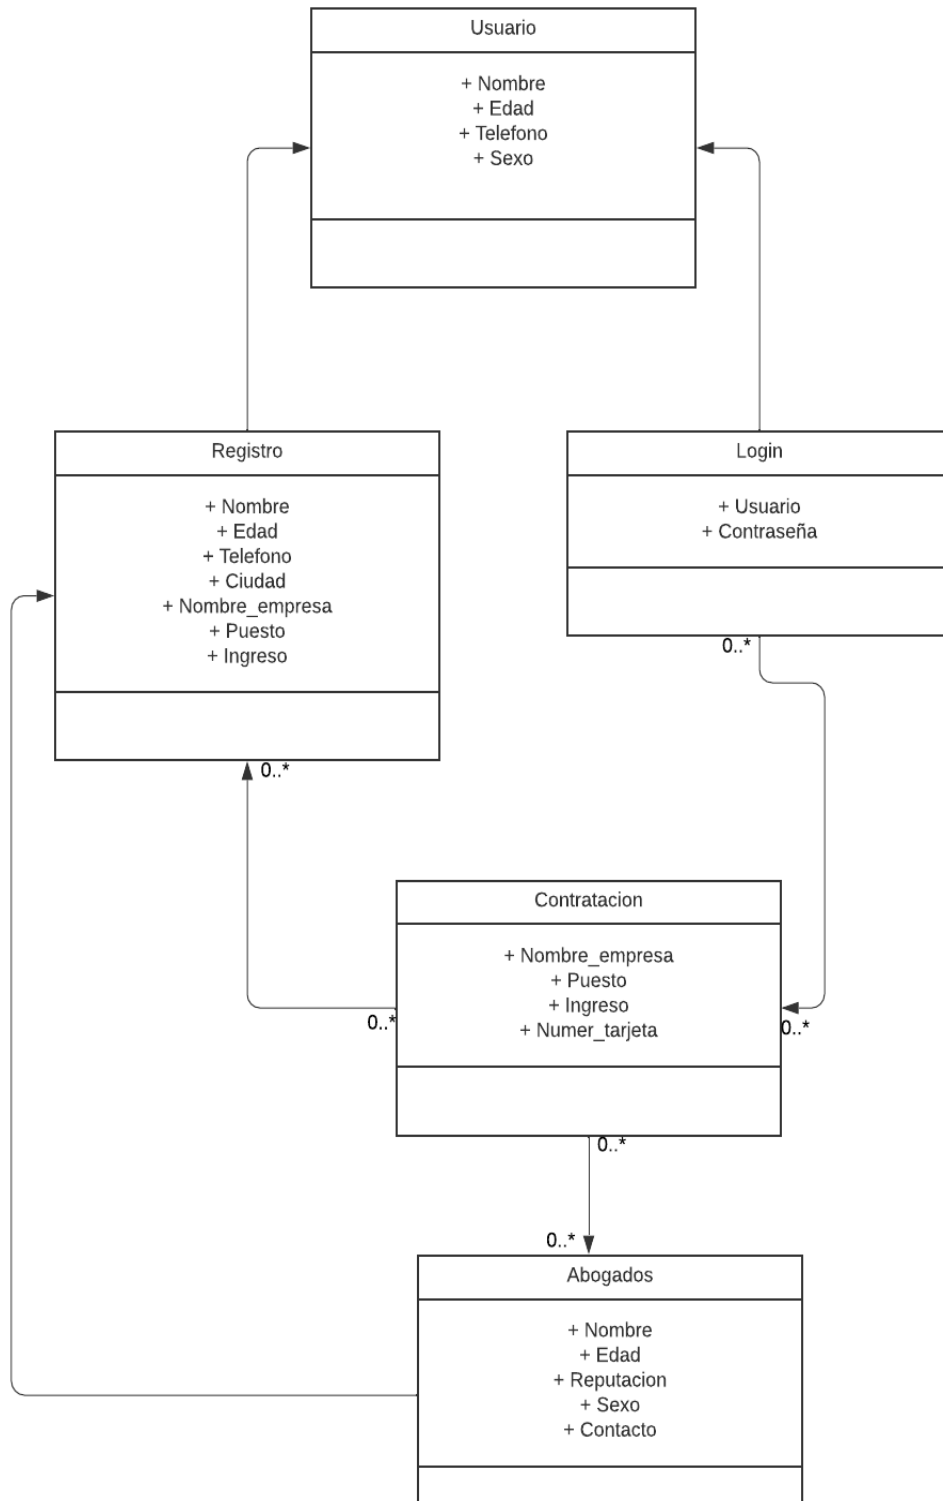 Usuario
+ Nombre
+ Edad
+ Telefono
+ Sexo
Registro
+ Nombre
+ Edad
+ Telefono
+ Ciudad
+ Nombre_empresa
+ Puesto
+ Ingreso
0..*
Login
+ Usuario
+ Contraseña
0..*
Contratacion
+ Nombre_empresa
+ Puesto
+ Ingreso
+ Numer_tarjeta
0..*
0..*
0..*
0..*
Abogados
+ Nombre
+ Edad
+ Reputacion
+ Sexo
+ Contacto